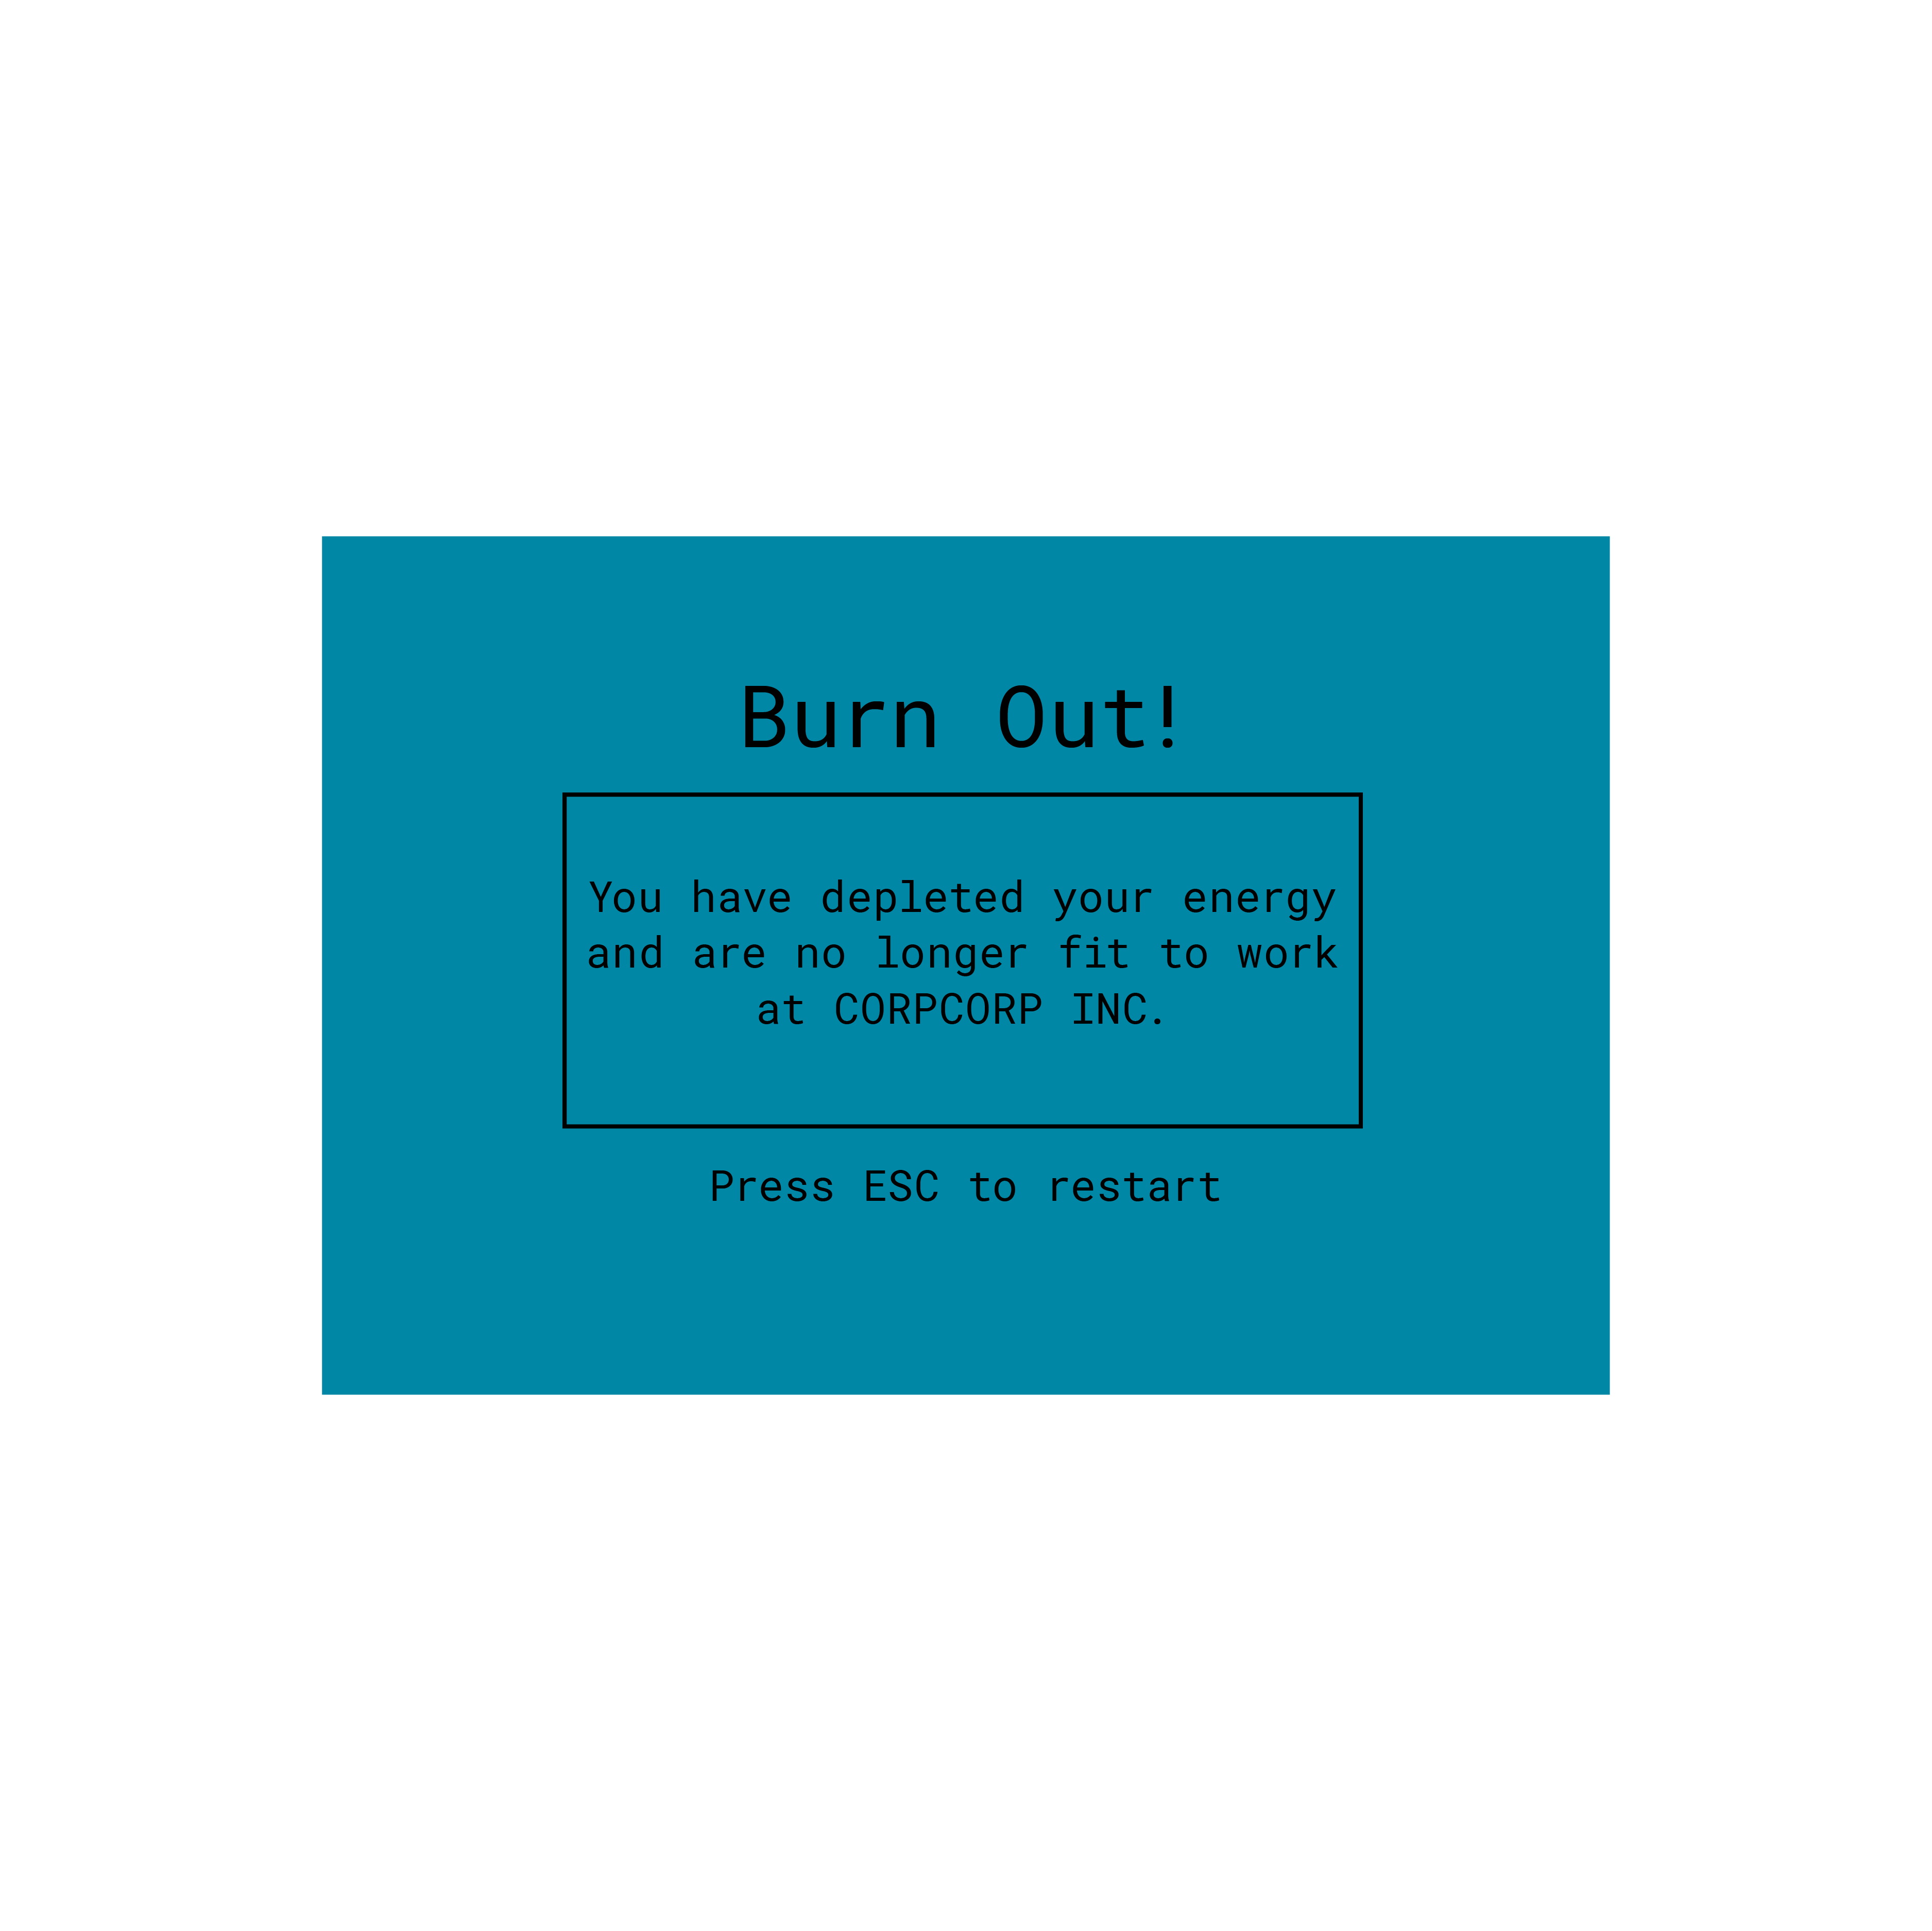 Burn Out!
You have depleted your energy
and are no longer fit to work
at CORPCORP INC.
Press ESC to restart